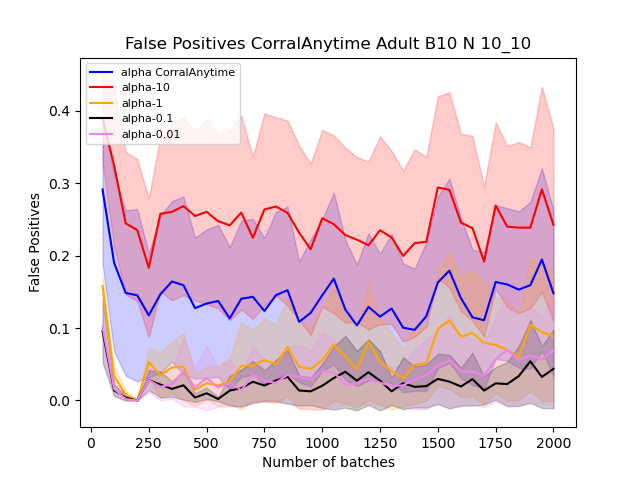 False Positives CorralAnytime Adult B10 N 10_10
alpha CorralAnytime
alpha-10
alpha-1
alpha-0.1
alpha-0.01
False Positives
0.4
0.3
0.2
0.1
0.0
0 250 500 750 1000 1250 1500 1750 2000
Number of batches